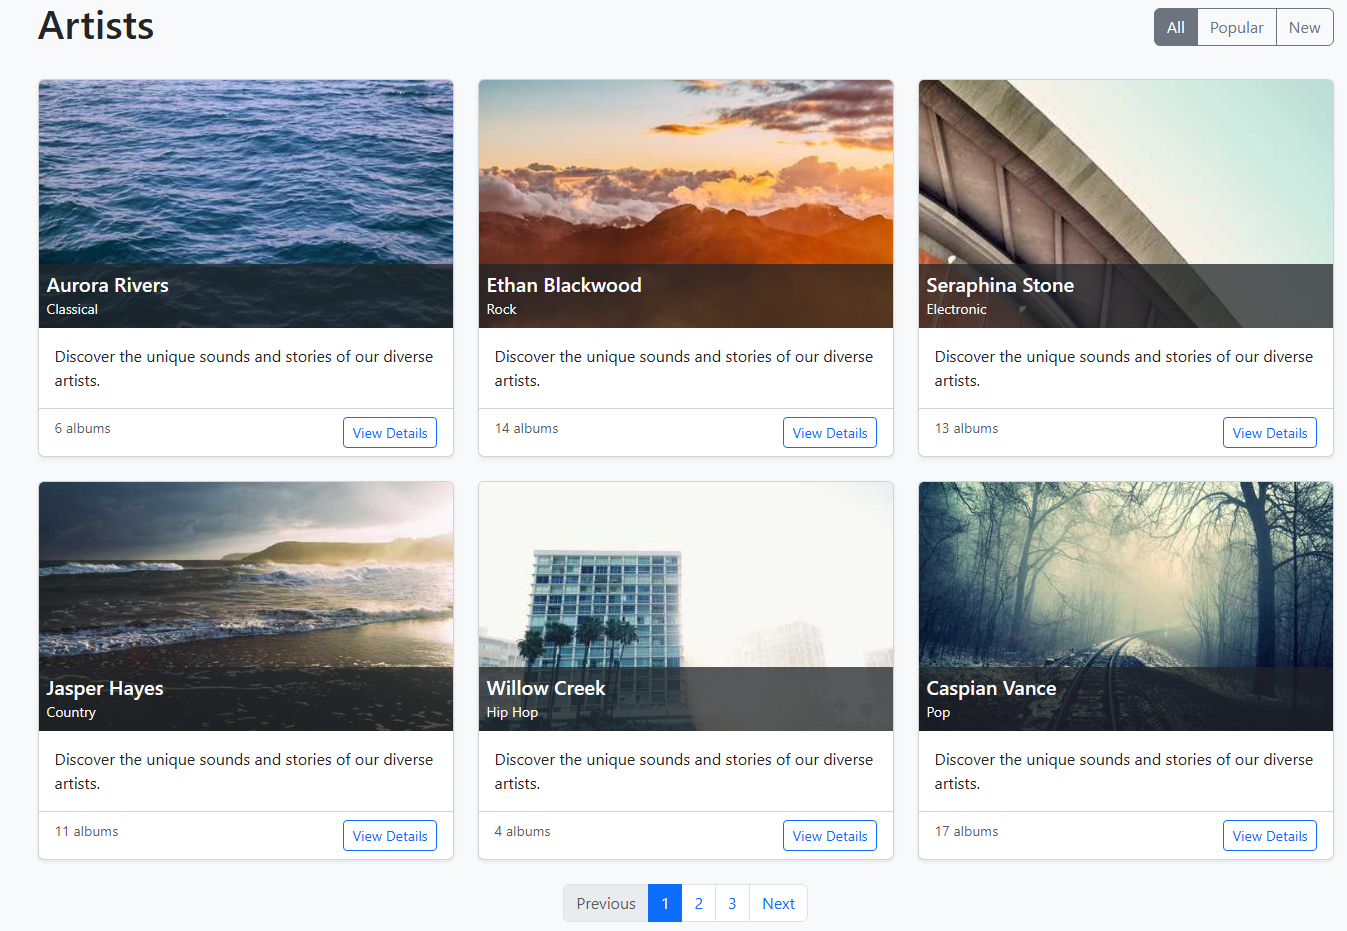 Artists
All Popular New
Aurora Rivers
Classical
Discover the unique sounds and stories of our diverse
artists.
6 albums View Details
Ethan Blackwood
Rock
Discover the unique sounds and stories of our diverse
artists.
14 albums View Details
Seraphina Stone
Electronic
Discover the unique sounds and stories of our diverse
artists.
13 albums View Details
Jasper Hayes
Country
Discover the unique sounds and stories of our diverse
artists.
11 albums View Details
Willow Creek
Hip Hop
Discover the unique sounds and stories of our diverse
artists.
4 albums View Details
Caspian Vance
Pop
Discover the unique sounds and stories of our diverse
artists.
17 albums View Details
Previous 1 2 3 Next